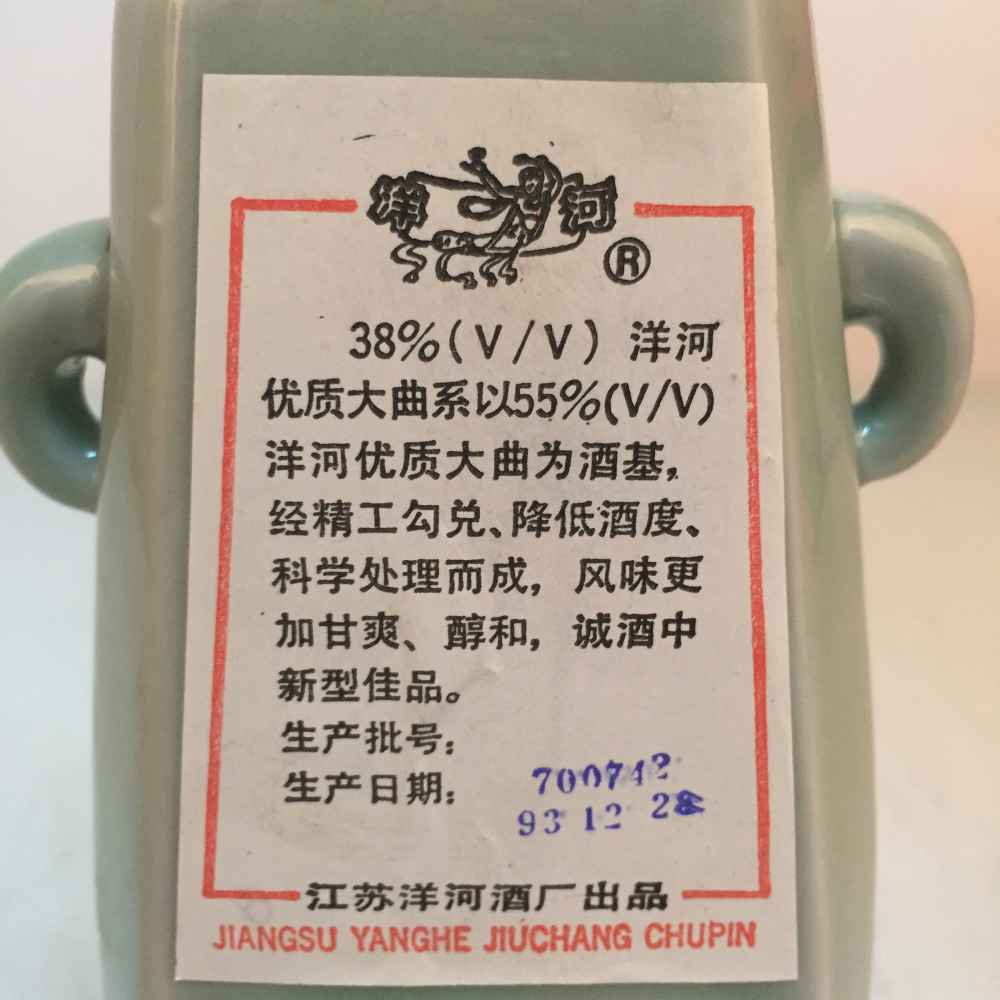 洋河
®
38%(V/V) 洋河
优质大曲系以55%(V/V)
洋河优质大曲为酒基，
经精工勾兑、降低酒度、
科学处理而成，风味更
加甘爽、醇和，诚酒中
新型佳品。
生产批号：
生产日期：
700742
93 12 28
江苏洋河酒厂出品
JIANGSU YANGHE JIUCHANG CHUPIN